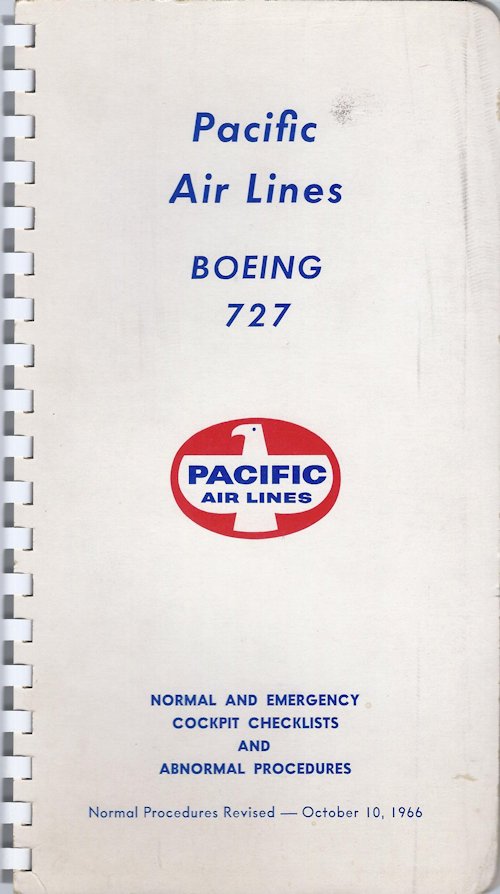 Pacific
Air Lines
BOEING
727
PACIFIC
AIR LINES
NORMAL AND EMERGENCY
COCKPIT CHECKLISTS
AND
ABNORMAL PROCEDURES
Normal Procedures Revised — October 10, 1966